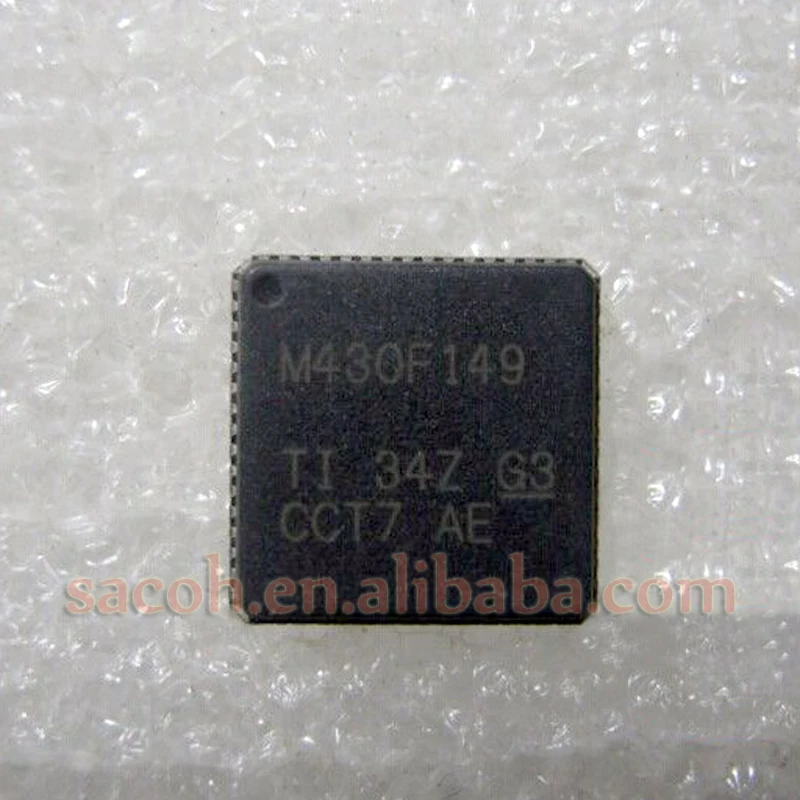 M430F149
TI 34Z G3
CCT7 AE
sacoh.en.alibaba.com